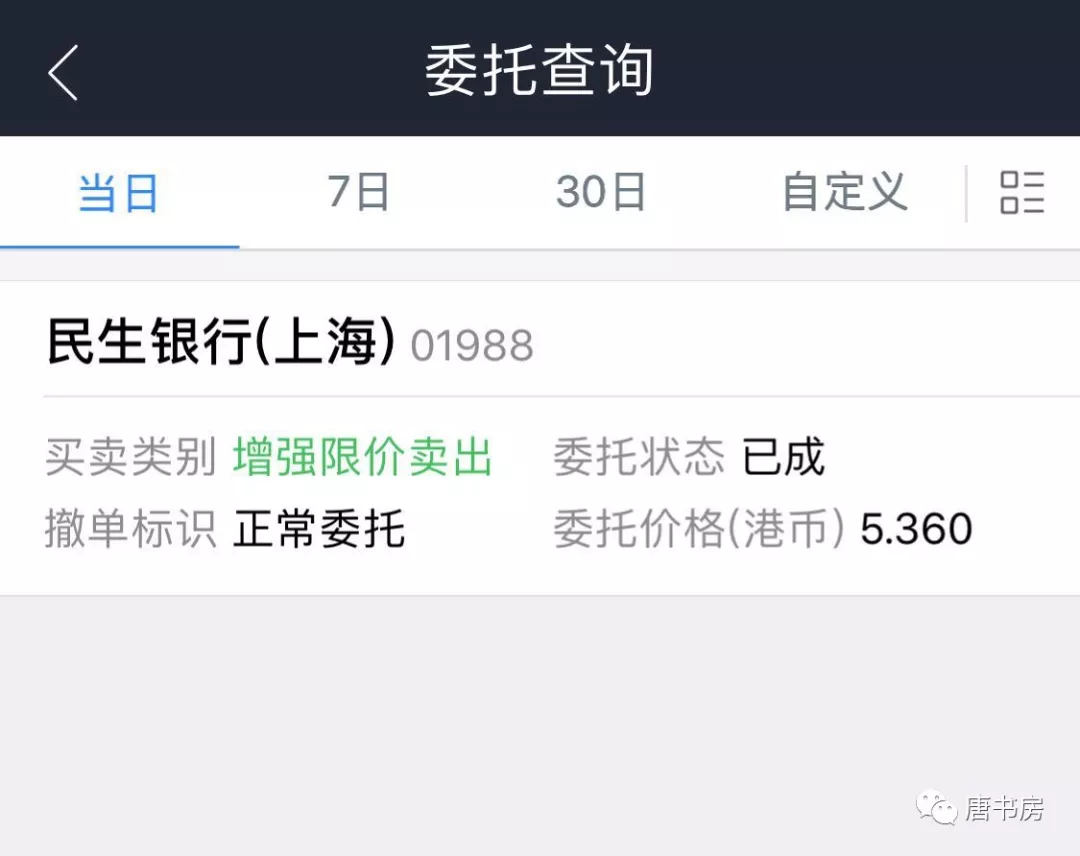 委托查询
当日 7日 30日 自定义
民生银行(上海) 01988
买卖类别 增强限价卖出 委托状态 已成
撤单标识 正常委托 委托价格(港币) 5.360
唐书房